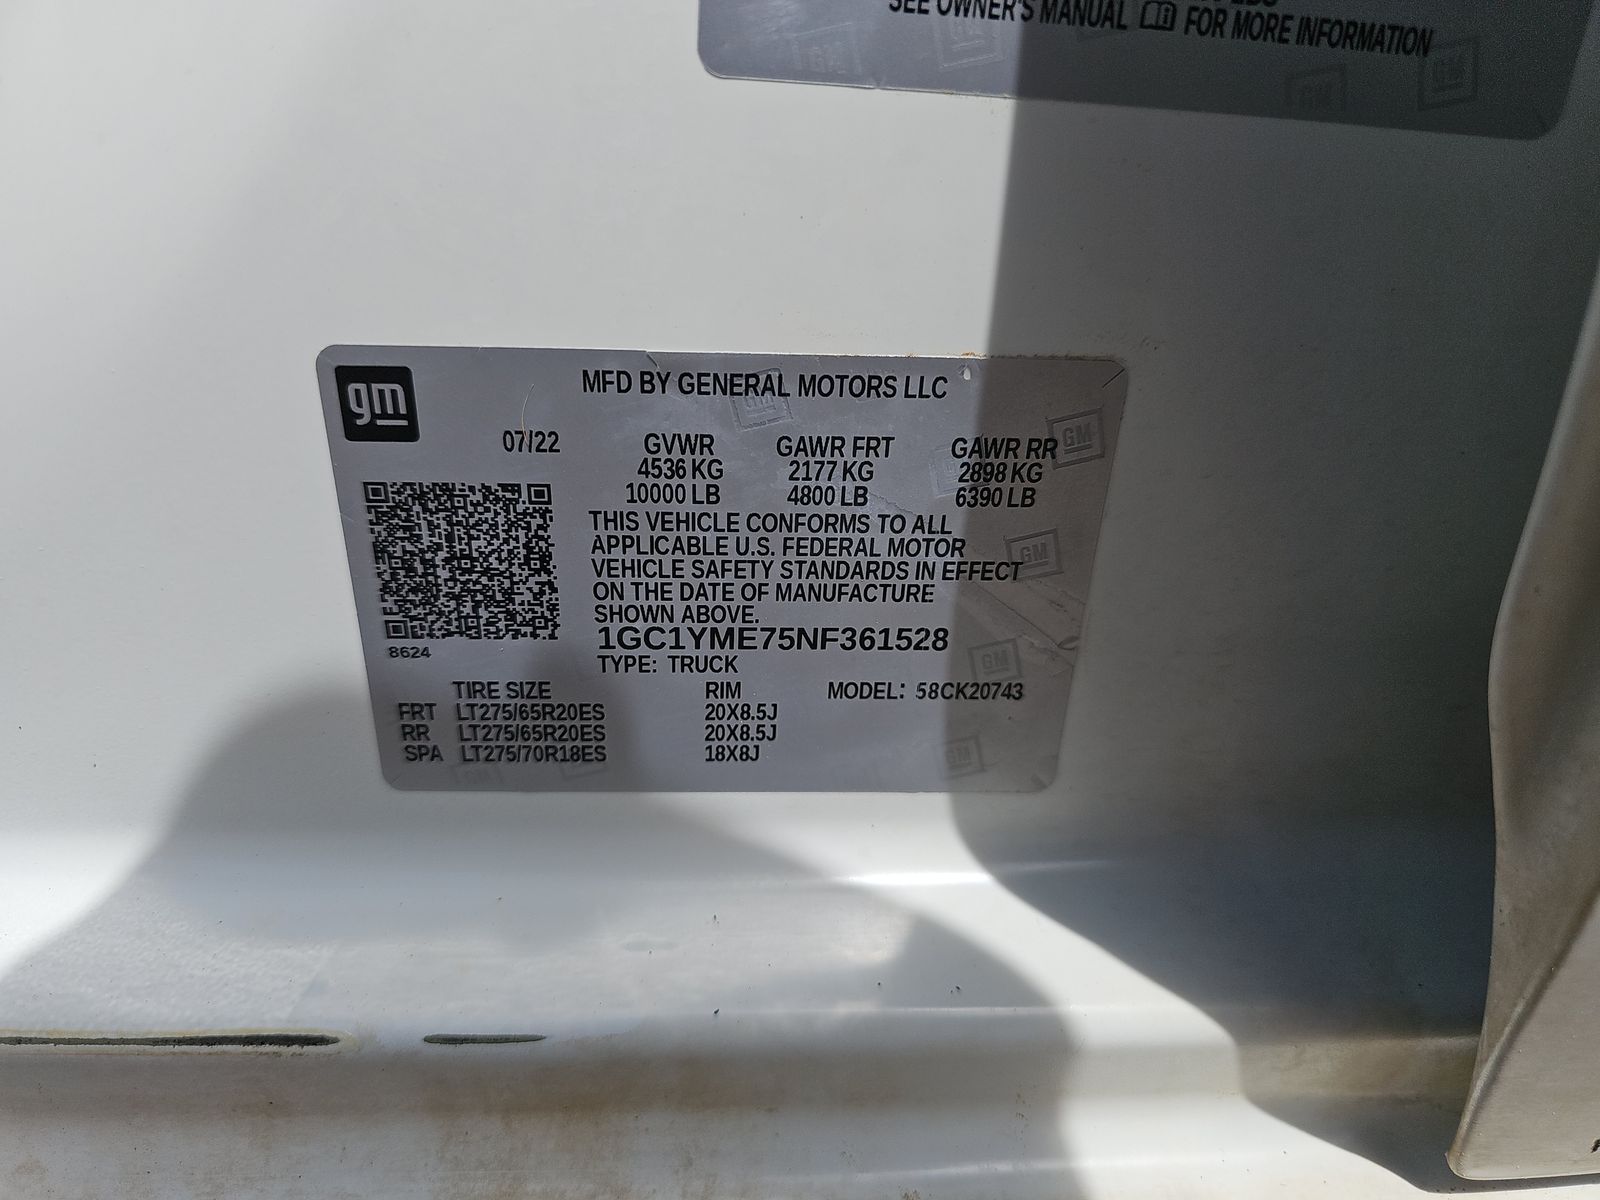 SEE OWNER'S MANUAL FOR MORE INFORMATION
gm
MFD BY GENERAL MOTORS LLC
07/22 GVWR GAWR FRT GAWR RR
4536 KG 2177 KG 2898 KG
10000 LB 4800 LB 6390 LB
THIS VEHICLE CONFORMS TO ALL
APPLICABLE U.S. FEDERAL MOTOR
VEHICLE SAFETY STANDARDS IN EFFECT
ON THE DATE OF MANUFACTURE
SHOWN ABOVE.
1GC1YME75NF361528
8624
TYPE: TRUCK
TIRE SIZE RIM MODEL: 58CK20743
FRT LT275/65R20ES 20X8.5J
RR LT275/65R20ES 20X8.5J
SPA LT275/70R18ES 18X8J